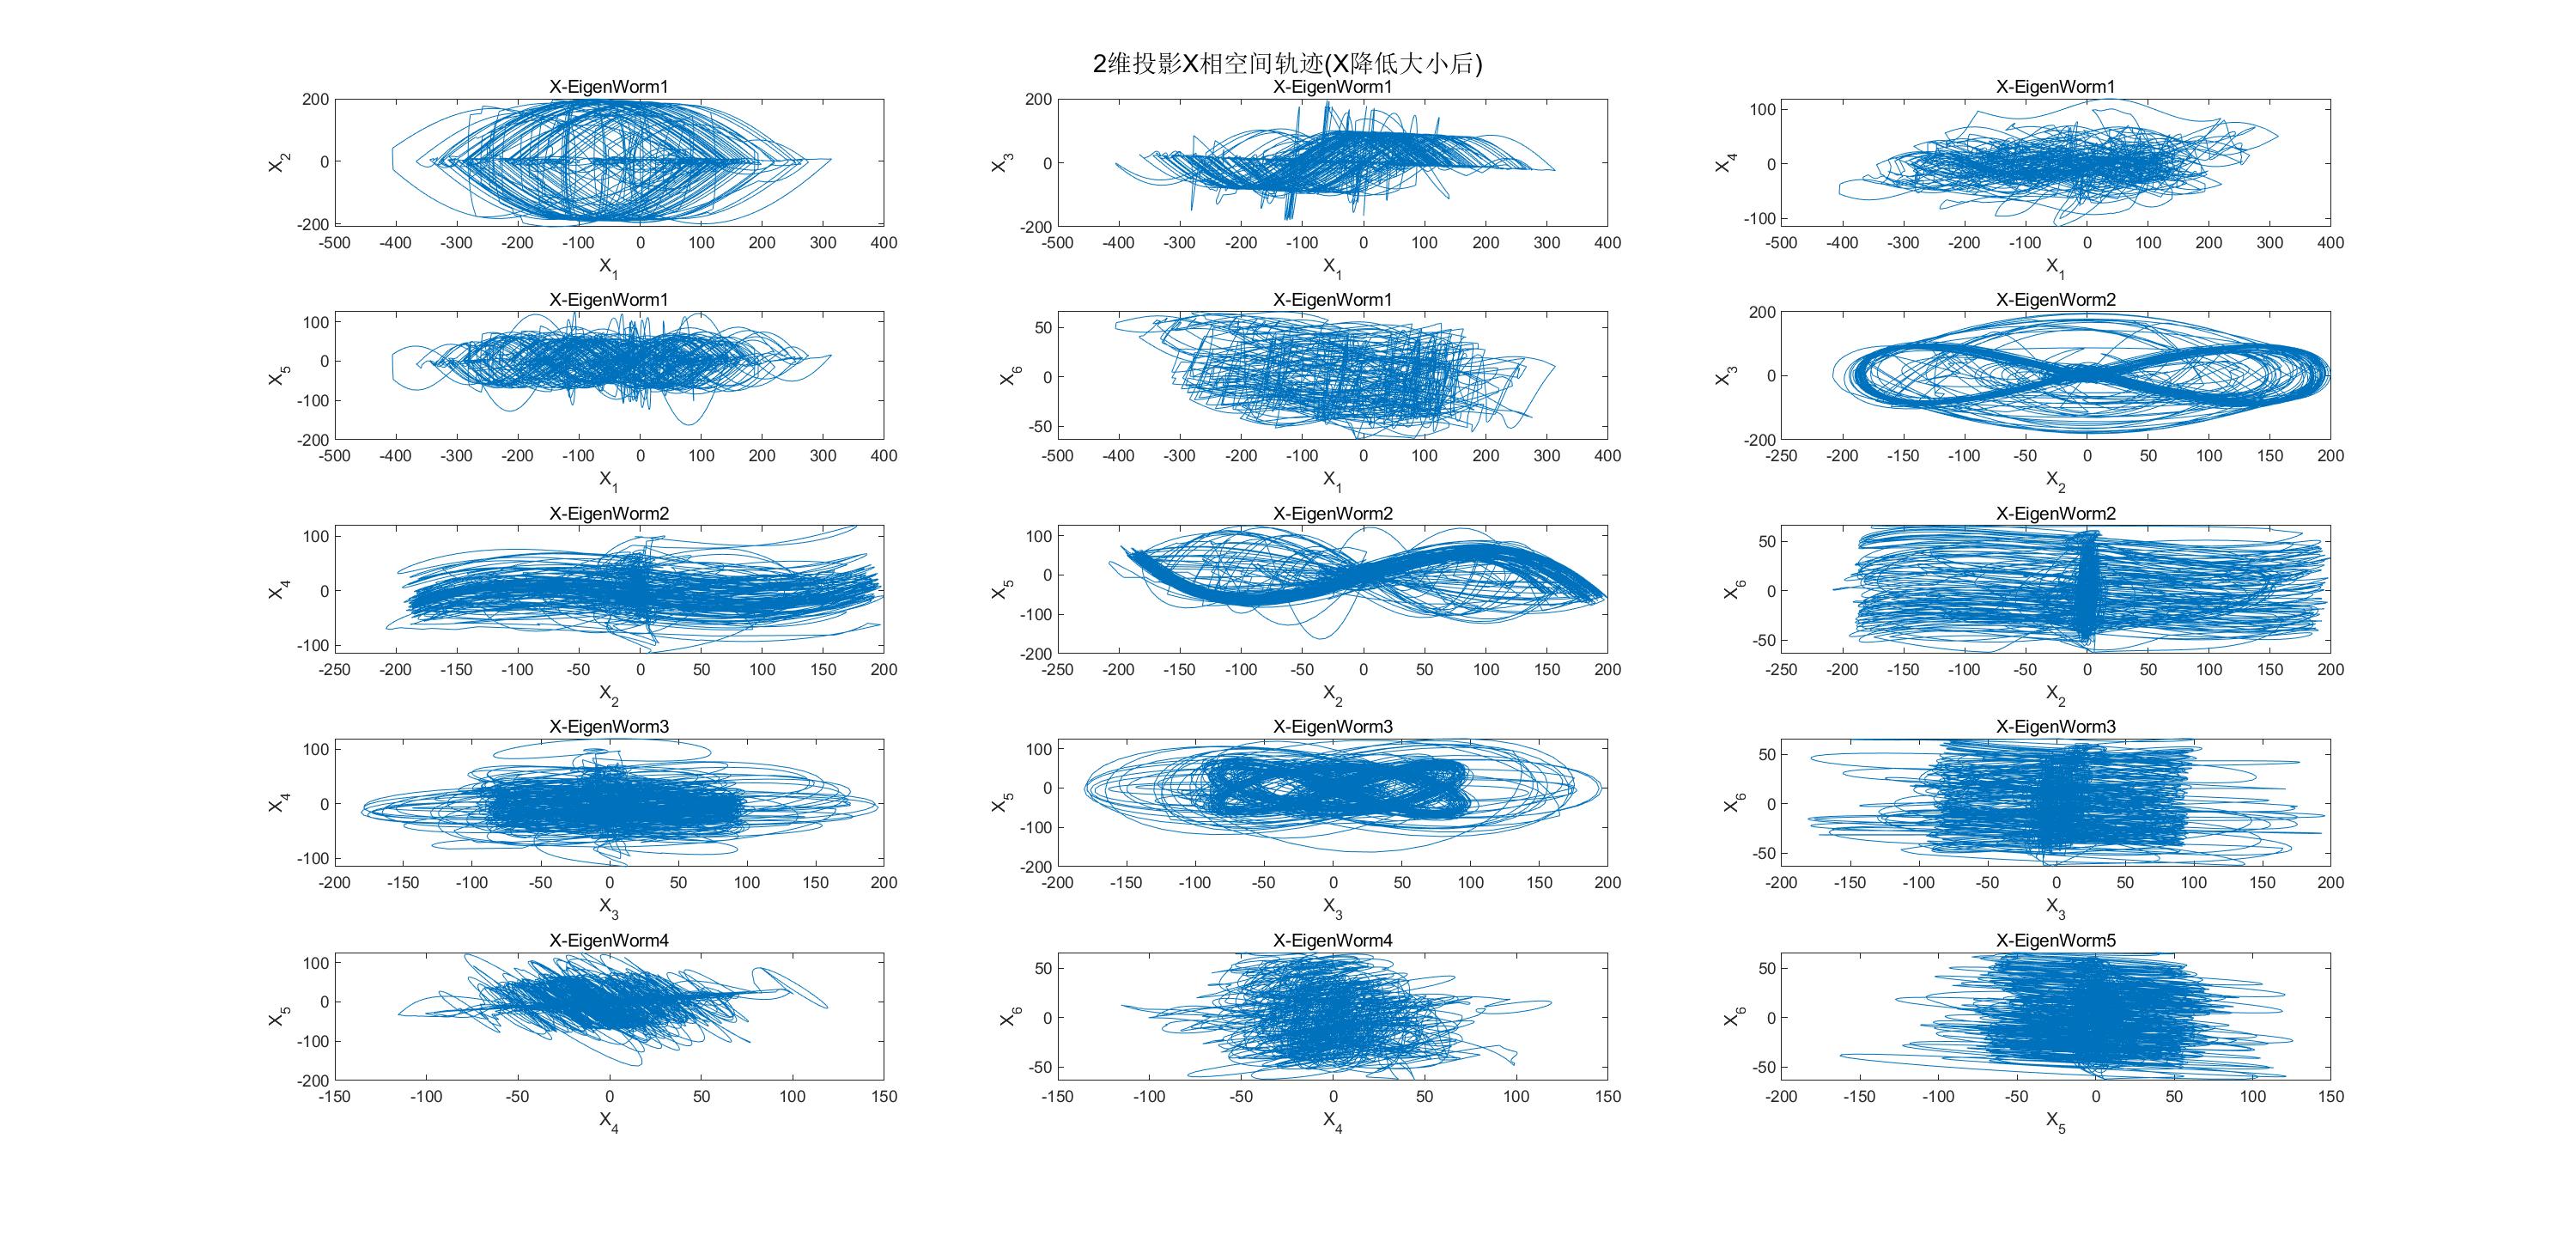 2维投影X相空间轨迹(X降低大小后)
X-EigenWorm1
200
0
-200
X2
-500 -400 -300 -200 -100 0 100 200 300 400
X1
X-EigenWorm1
200
0
-200
X3
-500 -400 -300 -200 -100 0 100 200 300 400
X1
X-EigenWorm1
100
0
-100
X4
-500 -400 -300 -200 -100 0 100 200 300 400
X1
X-EigenWorm1
100
0
-100
-200
X5
-500 -400 -300 -200 -100 0 100 200 300 400
X1
X-EigenWorm1
50
0
-50
X6
-500 -400 -300 -200 -100 0 100 200 300 400
X1
X-EigenWorm2
200
0
-200
X3
-250 -200 -150 -100 -50 0 50 100 150 200
X2
X-EigenWorm2
100
0
-100
X4
-250 -200 -150 -100 -50 0 50 100 150 200
X2
X-EigenWorm2
100
0
-100
-200
X5
-250 -200 -150 -100 -50 0 50 100 150 200
X2
X-EigenWorm2
50
0
-50
X6
-250 -200 -150 -100 -50 0 50 100 150 200
X2
X-EigenWorm3
100
0
-100
X4
-200 -150 -100 -50 0 50 100 150 200
X3
X-EigenWorm3
100
0
-100
-200
X5
-200 -150 -100 -50 0 50 100 150 200
X3
X-EigenWorm3
50
0
-50
X6
-200 -150 -100 -50 0 50 100 150 200
X3
X-EigenWorm4
100
0
-100
-200
X5
-150 -100 -50 0 50 100 150
X4
X-EigenWorm4
50
0
-50
X6
-150 -100 -50 0 50 100 150
X4
X-EigenWorm5
50
0
-50
X6
-200 -150 -100 -50 0 50 100 150
X5